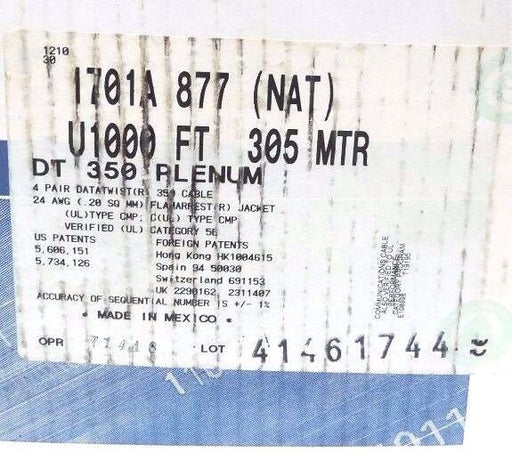 1210
30
1701A 877 (NAT)
U1000 FT 305 MTR
DT 350 PLENUM
4 PAIR DATATWIST(R) 350 CABLE
24 AWG (.20 SQ MM) FLAMARREST(R) JACKET
(UL)TYPE CMP; C(UL) TYPE CMP
VERIFIED (UL) CATEGORY 5E
US PATENTS
5,606,151
5,734,126
FOREIGN PATENTS
Hong Kong HK1004615
Spain 94 50030
Switzerland 691153
UK 2290162, 2311407
ACCURACY OF SEQUENTIAL NUMBER IS +/- 1%
• MADE IN MEXICO •
OPR
LOT 41461744
COMMUNICATIONS CABLE